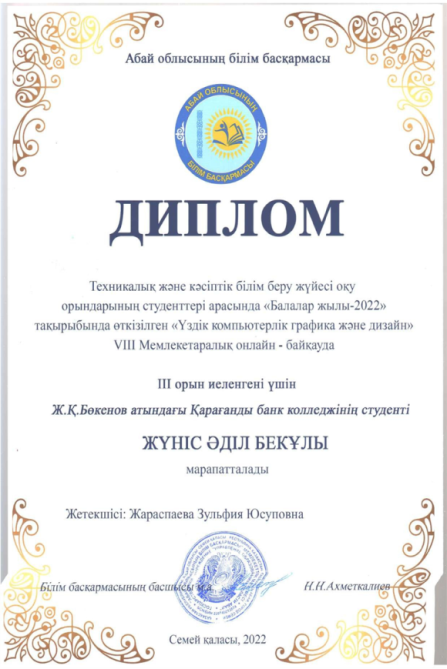 Абай облысының білім басқармасы
АБАЙ ОБЛЫСЫНЫҢ
БІЛІМ БАСҚАРМАСЫ
ДИПЛОМ
Техникалық және кәсіптік білім беру жүйесі оқу
орындарының студенттері арасында «Балалар жылы-2022»
тақырыбында өткізілген «Үздік компьютерлік графика және дизайн»
VIII Мемлекетаралық онлайн - байқауда
III орын иеленгені үшін
Ж.Қ.Бөкенов атындағы Қарағанды банк колледжінің студенті
ЖҮНІС ӘДІЛ БЕКҰЛЫ
марапатталады
Жетекшісі: Жараспаева Зульфия Юсуповна
Білім басқармасының басшысы м.а. Н.Н.Ахметкалиев
Семей қаласы, 2022